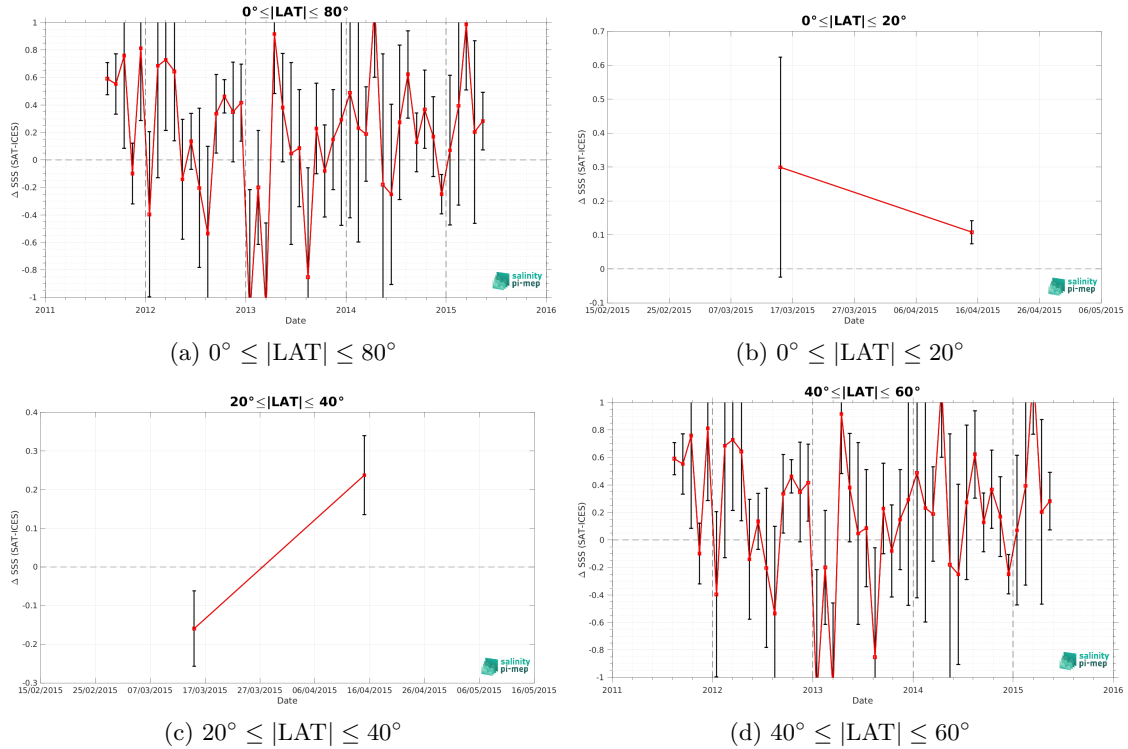 0°≤|LAT|≤ 80°
1
0.8
0.6
0.4
0.2
0
-0.2
-0.4
-0.6
-0.8
-1
Δ SSS (SAT-ICES)
2011 2012 2013 2014 2015 2016
Date
salinity
pi-mep
(a) 0° ≤ |LAT| ≤ 80°
0°≤|LAT|≤ 20°
0.7
0.6
0.5
0.4
0.3
0.2
0.1
0
-0.1
Δ SSS (SAT-ICES)
15/02/2015 25/02/2015 07/03/2015 17/03/2015 27/03/2015 06/04/2015 16/04/2015 26/04/2015 06/05/2015
Date
salinity
pi-mep
(b) 0° ≤ |LAT| ≤ 20°
20°≤|LAT|≤ 40°
0.4
0.3
0.2
0.1
0
-0.1
-0.2
-0.3
Δ SSS (SAT-ICES)
15/02/2015 25/02/2015 07/03/2015 17/03/2015 27/03/2015 06/04/2015 16/04/2015 26/04/2015 06/05/2015 16/05/2015
Date
salinity
pi-mep
(c) 20° ≤ |LAT| ≤ 40°
40°≤|LAT|≤ 60°
1
0.8
0.6
0.4
0.2
0
-0.2
-0.4
-0.6
-0.8
-1
Δ SSS (SAT-ICES)
2011 2012 2013 2014 2015 2016
Date
salinity
pi-mep
(d) 40° ≤ |LAT| ≤ 60°